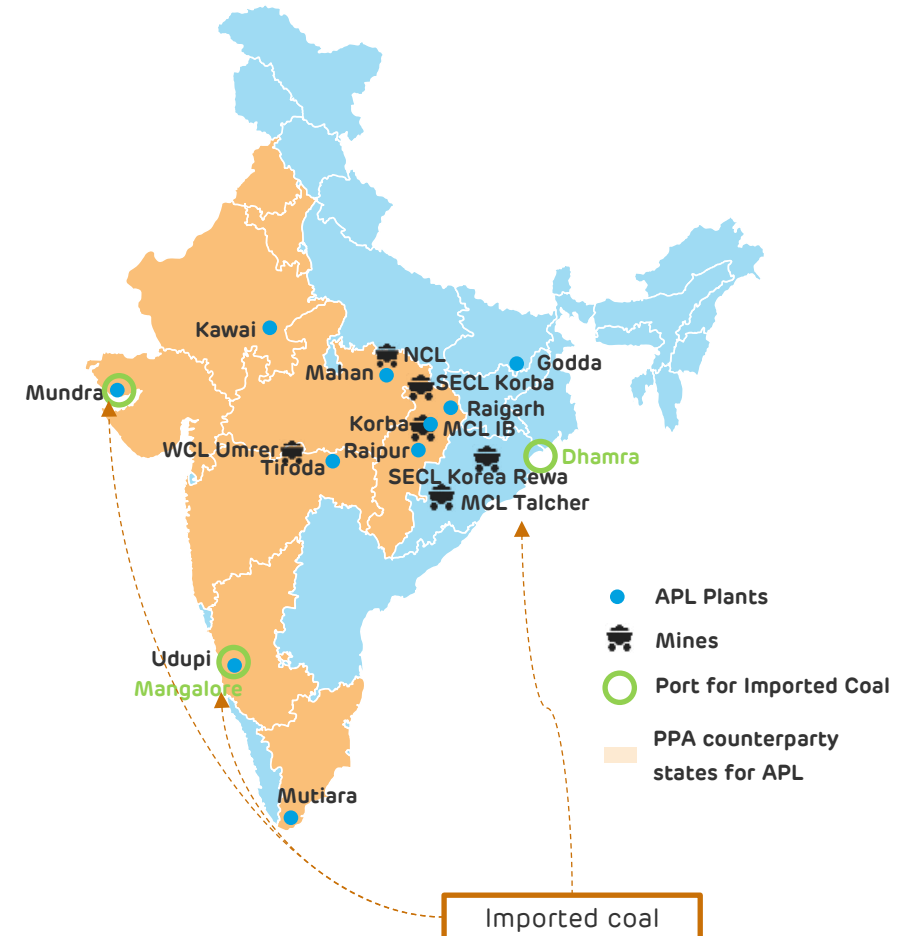 Kawai
NCL
Mahan
Godda
SECL Korba
Mundra
Raigarh
Korba
MCL IB
WCL Umrer
Raipur
Dhamra
Tiroda
SECL Korea Rewa
MCL Talcher
APL Plants
Mines
Udupi
Mangalore
Port for Imported Coal
PPA counterparty
states for APL
Mutiara
Imported coal